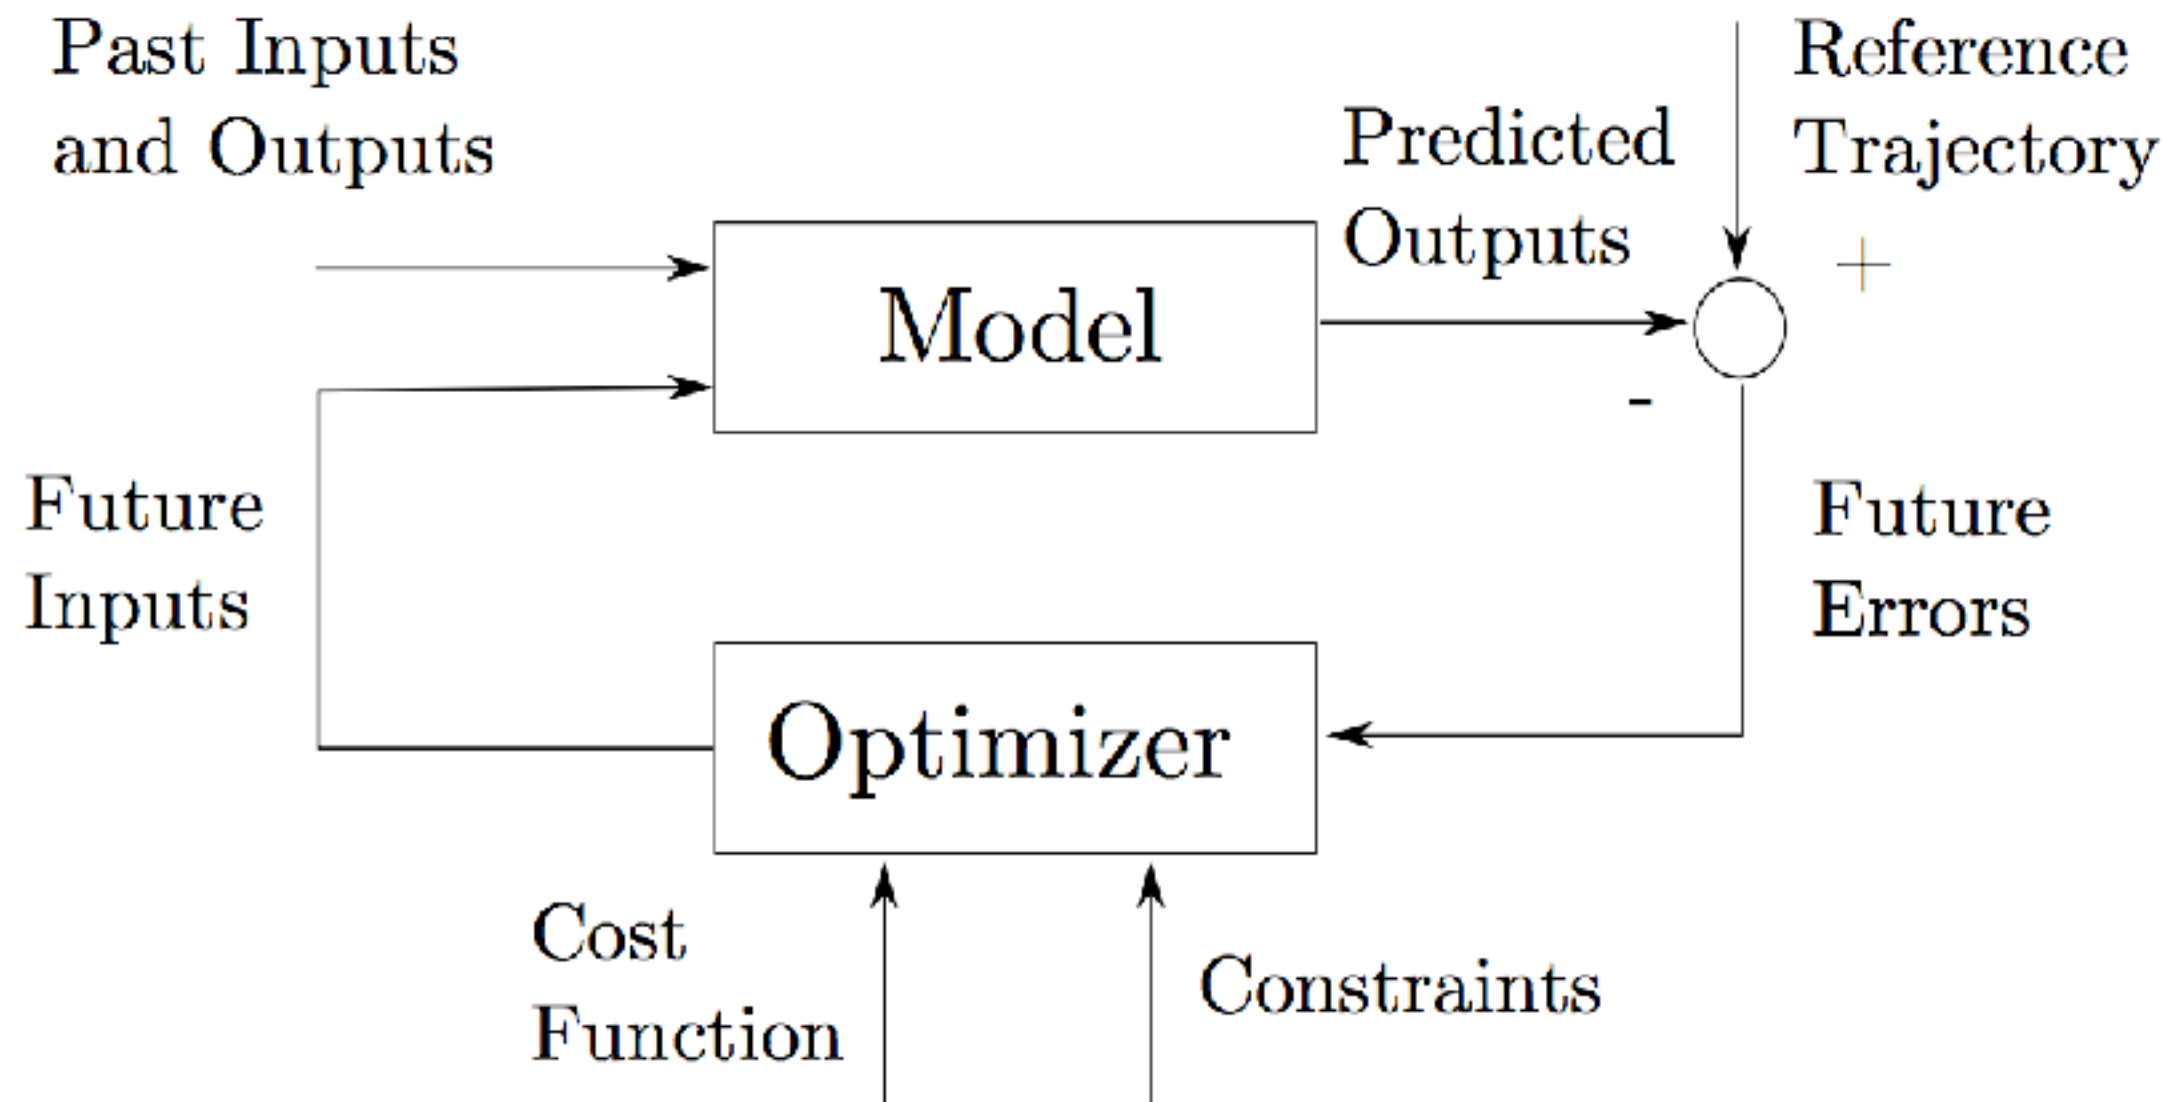 Past Inputs
and Outputs
Reference
Trajectory
Predicted
Outputs
+
Model
-
Future
Inputs
Future
Errors
Optimizer
Cost
Function
Constraints